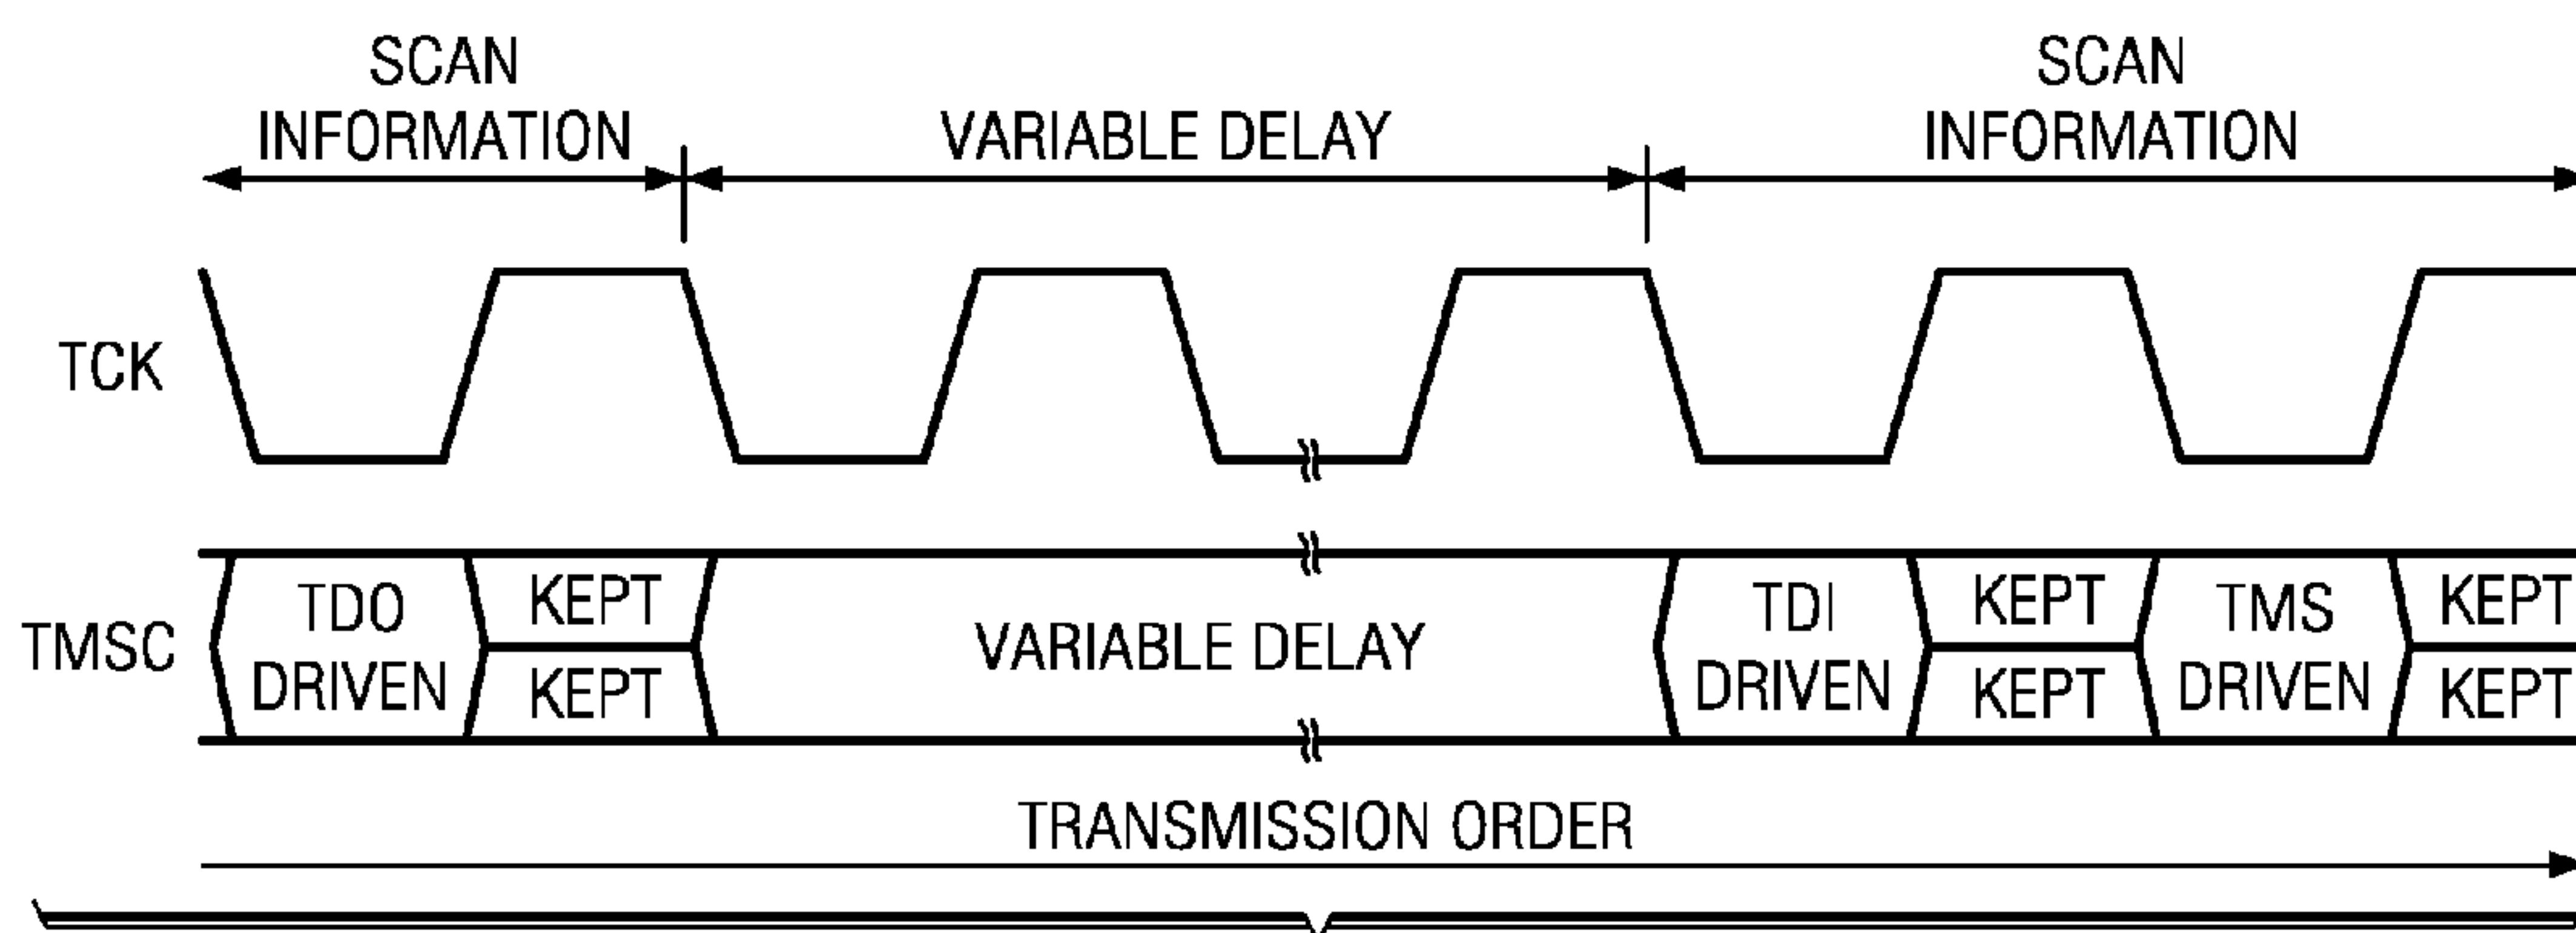 SCAN
INFORMATION
VARIABLE DELAY
SCAN
INFORMATION
TCK
TMSC
TDO
DRIVEN
KEPT
KEPT
VARIABLE DELAY
TDI
DRIVEN
KEPT
KEPT
TMS
DRIVEN
KEPT
KEPT
TRANSMISSION ORDER